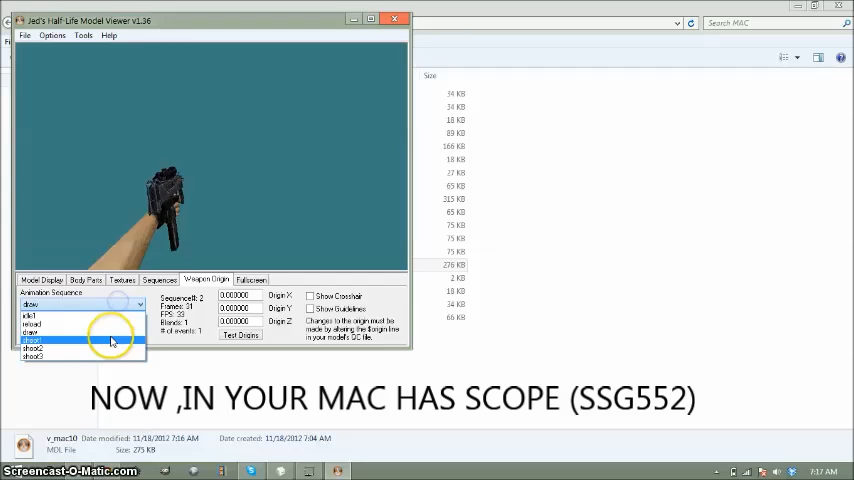 Jed's Half-Life Model Viewer v1.36
File Options Tools Help
Search MAC
Size
34 KB
34 KB
18 KB
89 KB
166 KB
27 KB
65 KB
315 KB
65 KB
75 KB
75 KB
75 KB
75 KB
276 KB
2 KB
18 KB
34 KB
66 KB
Model Display Body Parts Textures Sequences Weapon Origin Fullscreen
Animation Sequence
draw
idle1
reload
draw
shoot1
shoot2
shoot3
Sequence#: 2
Frames: 31
FPS: 33
Blends: 1
# of events: 1
0.000000 Origin X
0.000000 Origin Y
0.000000 Origin Z
Test Origins
Show Crosshair
Show Guidelines
Changes to the origin must be
made by altering the $origin line
in your model's QC file.
NOW ,IN YOUR MAC HAS SCOPE (SSG552)
v_mac10 Date modified: 11/18/2012 7:16 AM Date created: 11/18/2012 7:04 AM
MDL File Size: 275 KB
Screencast-O-Matic.com
7:17 AM